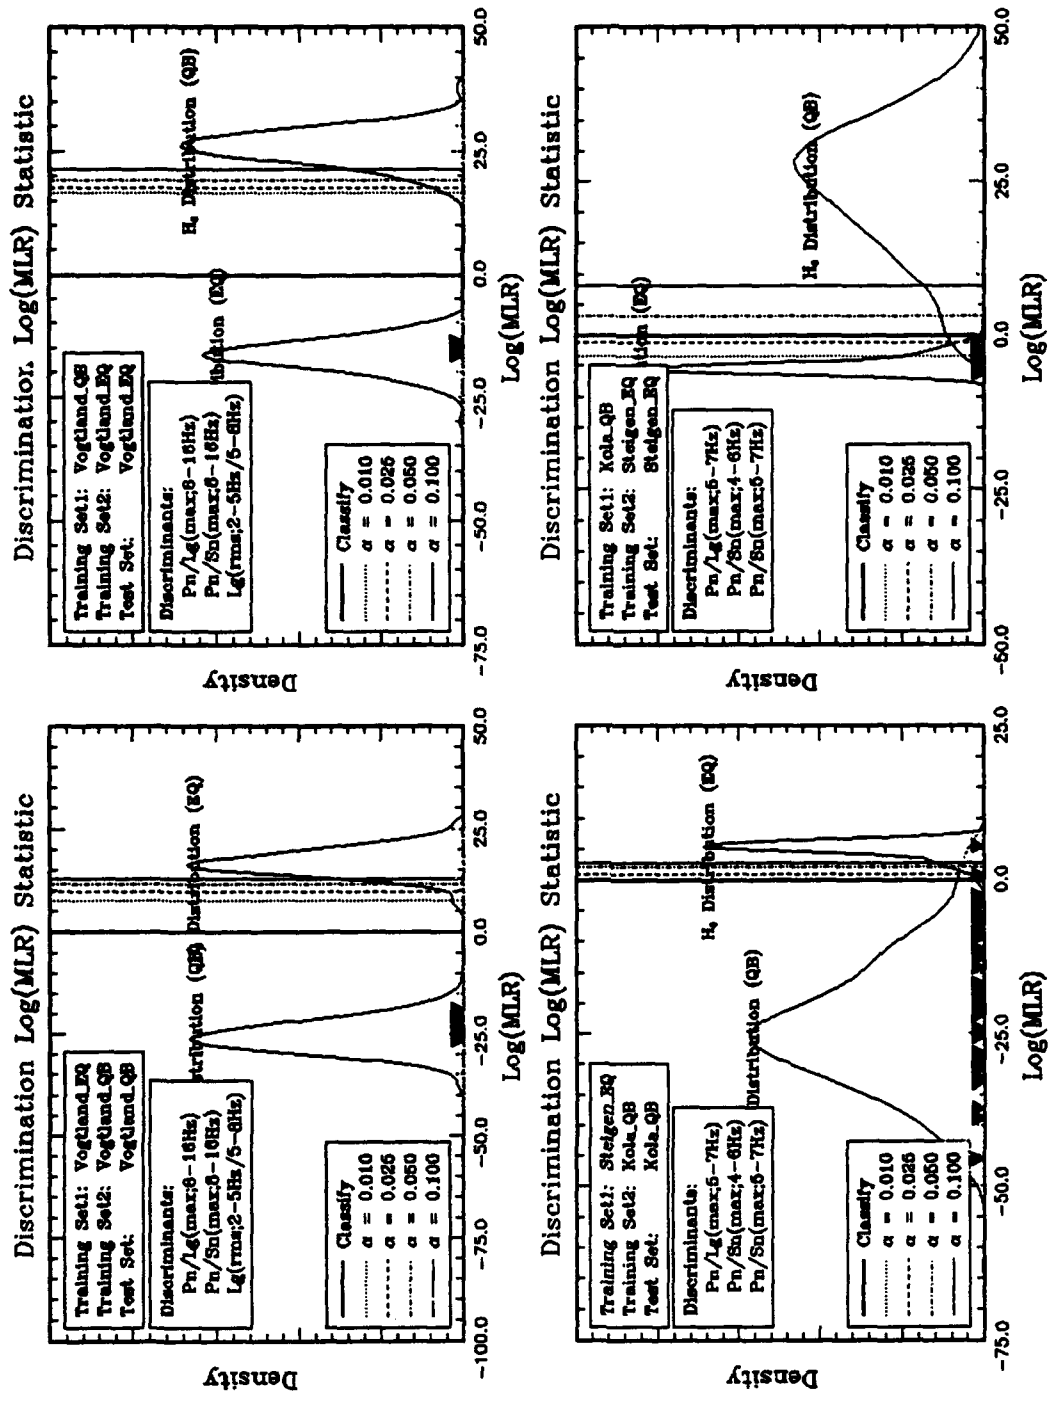 Discrimination Log(MLR) Statistic
Training Set1: Vogtland_EQ
Training Set2: Vogtland_QB
Test Set: Vogtland_QB
Discriminants:
Pn/Lg(max;8-16Hz)
Pn/Sn(max;8-16Hz)
Lg(rms;2-5Hz/5-8Hz)
stribution (QB)
Distribution (EQ)
Classify
α = 0.010
α = 0.025
α = 0.050
α = 0.100
Density
-100.0 -75.0 -50.0 -25.0 0.0 25.0 50.0
Log(MLR)
Discrimination Log(MLR) Statistic
Training Set1: Vogtland_QB
Training Set2: Vogtland_EQ
Test Set: Vogtland_EQ
Discriminants:
Pn/Lg(max;8-16Hz)
Pn/Sn(max;8-16Hz)
Lg(rms;2-5Hz/5-8Hz)
ibution (EQ)
H₀ Distribution (QB)
Classify
α = 0.010
α = 0.025
α = 0.050
α = 0.100
Density
-75.0 -50.0 -25.0 0.0 25.0 50.0
Log(MLR)
Discrimination Log(MLR) Statistic
Training Set1: Steigen_EQ
Training Set2: Kola_QB
Test Set: Kola_QB
Discriminants:
Pn/Lg(max;5-7Hz)
Pn/Sn(max;4-6Hz)
Pn/Sn(max;5-7Hz)
Distribution (QB)
H₀ Distribution (EQ)
Classify
α = 0.010
α = 0.025
α = 0.050
α = 0.100
Density
-75.0 -50.0 -25.0 0.0 25.0
Log(MLR)
Discrimination Log(MLR) Statistic
Training Set1: Kola_QB
Training Set2: Steigen_EQ
Test Set: Steigen_EQ
Discriminants:
Pn/Lg(max;5-7Hz)
Pn/Sn(max;4-6Hz)
Pn/Sn(max;5-7Hz)
tion (EQ)
H₀ Distribution (QB)
Classify
α = 0.010
α = 0.025
α = 0.050
α = 0.100
Density
-50.0 -25.0 0.0 25.0 50.0
Log(MLR)